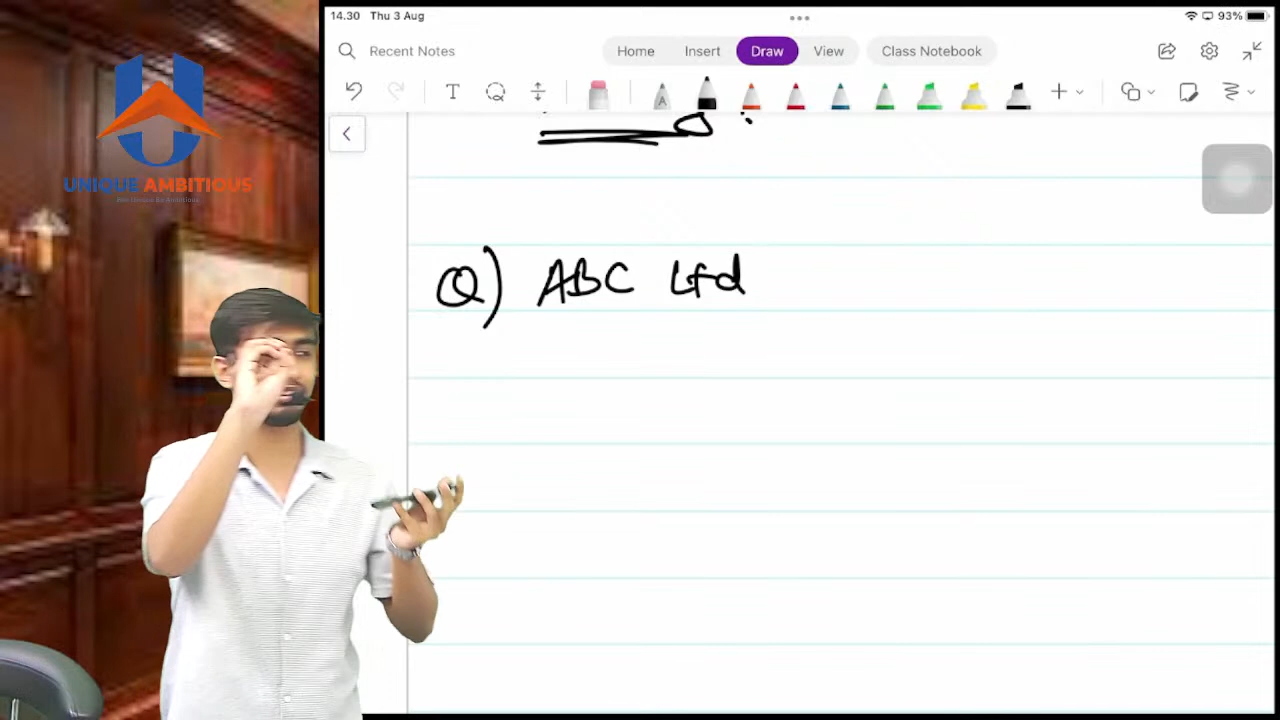 14.30 Thu 3 Aug
93%
Recent Notes
Home Insert Draw View Class Notebook
T
A
UNIQUE AMBITIOUS
Q) ABC Ltd